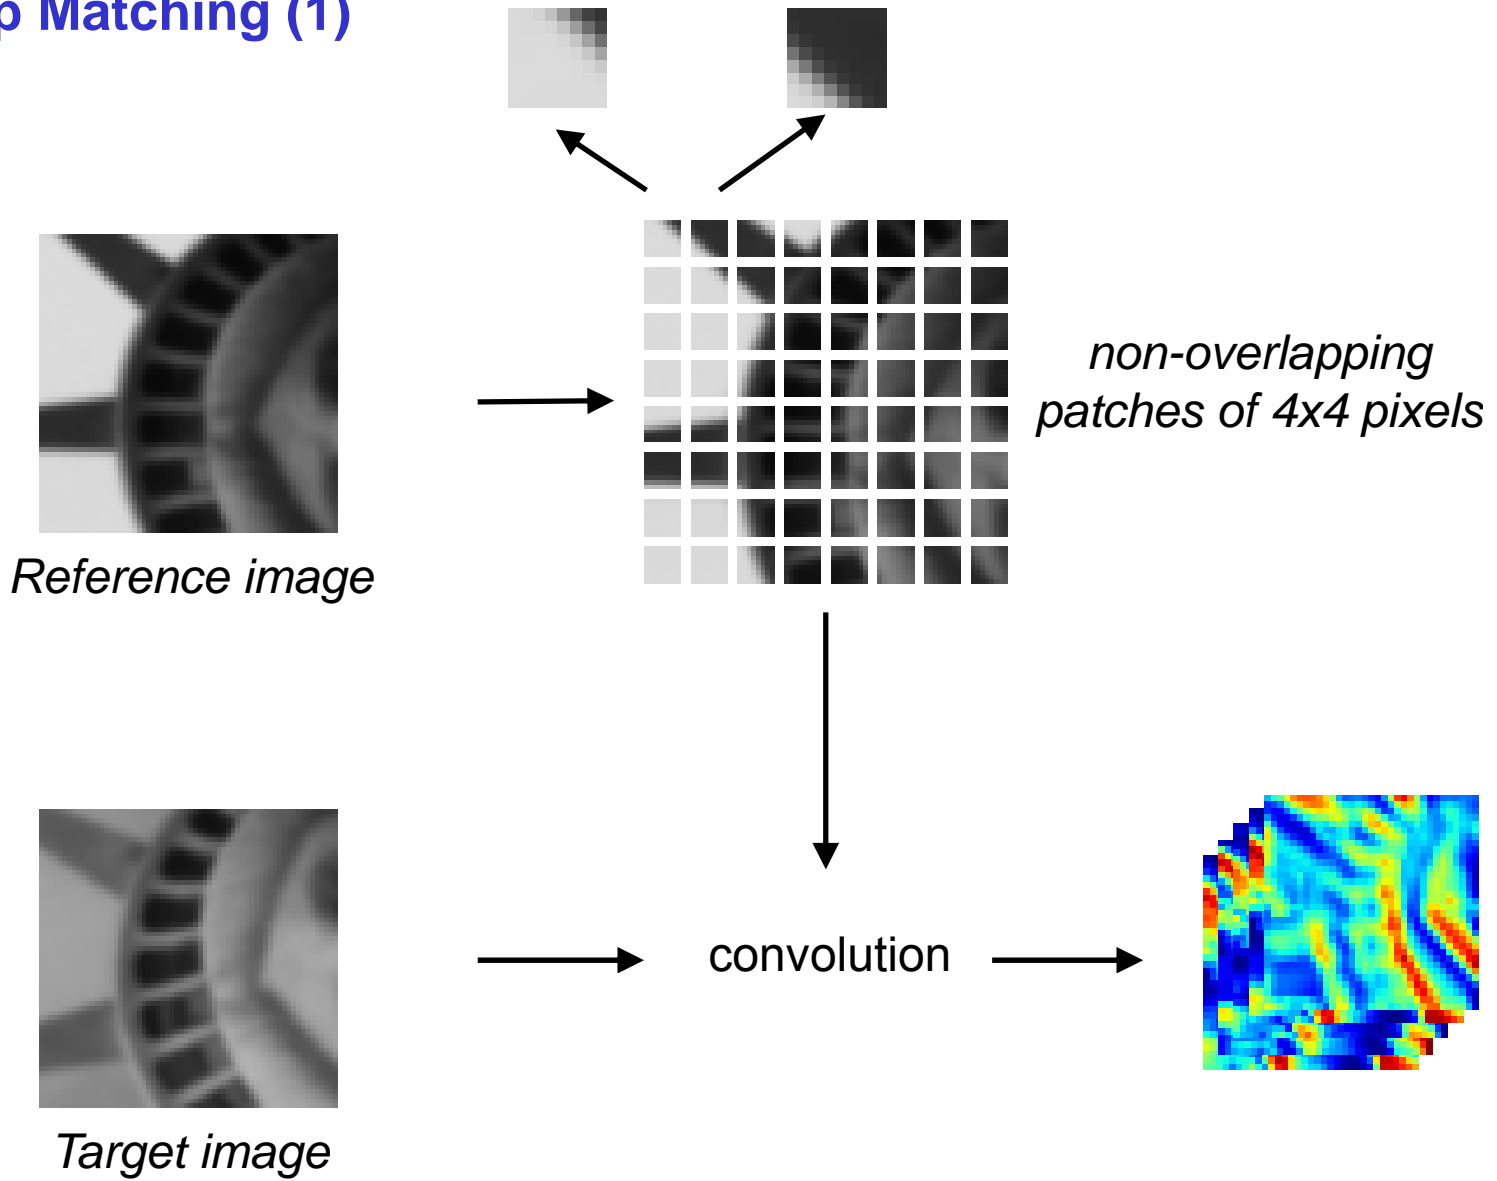 p Matching (1)
non-overlapping
patches of 4x4 pixels
Reference image
convolution
Target image